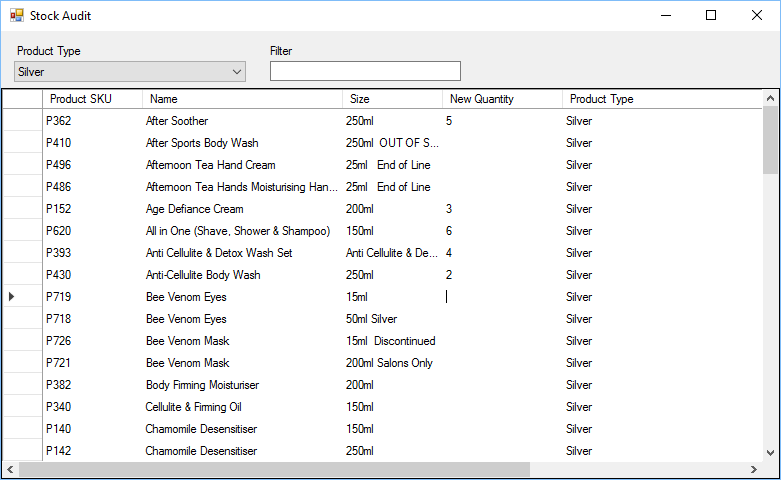 Stock Audit
Product Type Filter
Silver
Product SKU Name Size New Quantity Product Type
P362 After Soother 250ml 5 Silver
P410 After Sports Body Wash 250ml OUT OF S... Silver
P496 Afternoon Tea Hand Cream 25ml End of Line Silver
P486 Afternoon Tea Hands Moisturising Han... 25ml End of Line Silver
P152 Age Defiance Cream 200ml 3 Silver
P620 All in One (Shave, Shower & Shampoo) 150ml 6 Silver
P393 Anti Cellulite & Detox Wash Set Anti Cellulite & De... 4 Silver
P430 Anti-Cellulite Body Wash 250ml 2 Silver
P719 Bee Venom Eyes 15ml Silver
P718 Bee Venom Eyes 50ml Silver Silver
P726 Bee Venom Mask 15ml Discontinued Silver
P721 Bee Venom Mask 200ml Salons Only Silver
P382 Body Firming Moisturiser 200ml Silver
P340 Cellulite & Firming Oil 150ml Silver
P140 Chamomile Desensitiser 150ml Silver
P142 Chamomile Desensitiser 250ml Silver